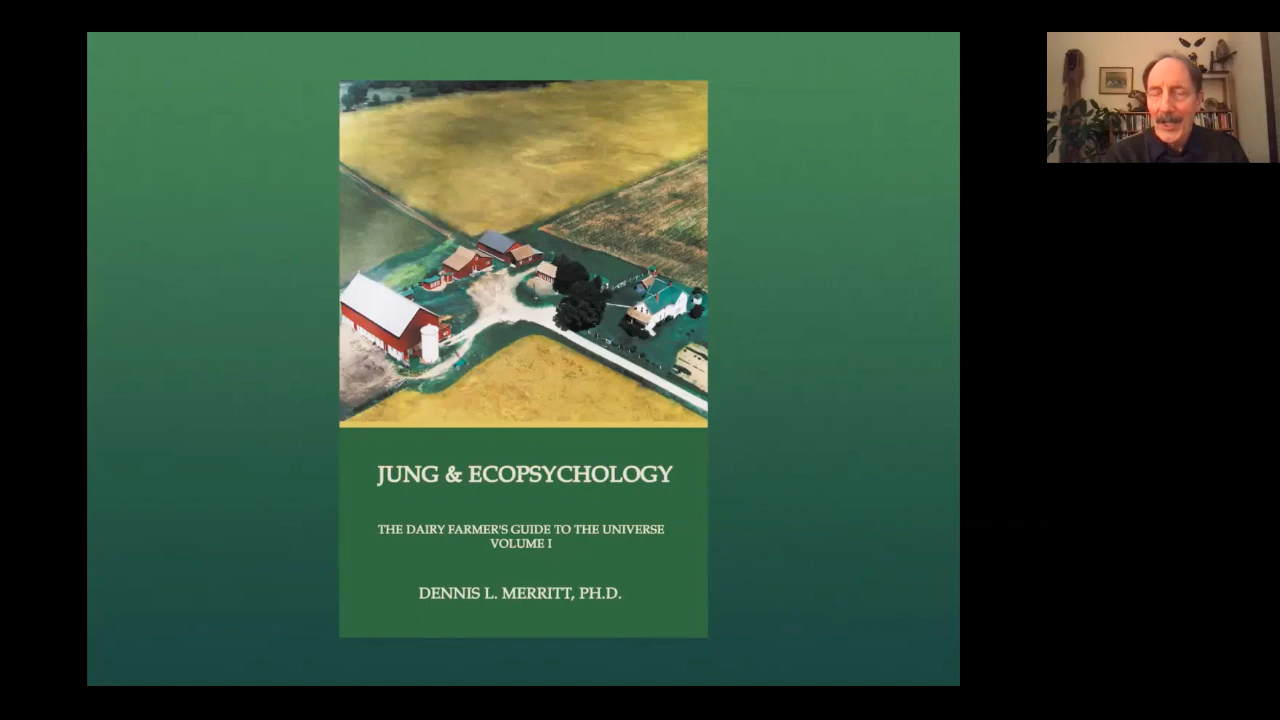 JUNG & ECOPSYCHOLOGY
THE DAIRY FARMER'S GUIDE TO THE UNIVERSE
VOLUME I
DENNIS L. MERRITT, PH.D.